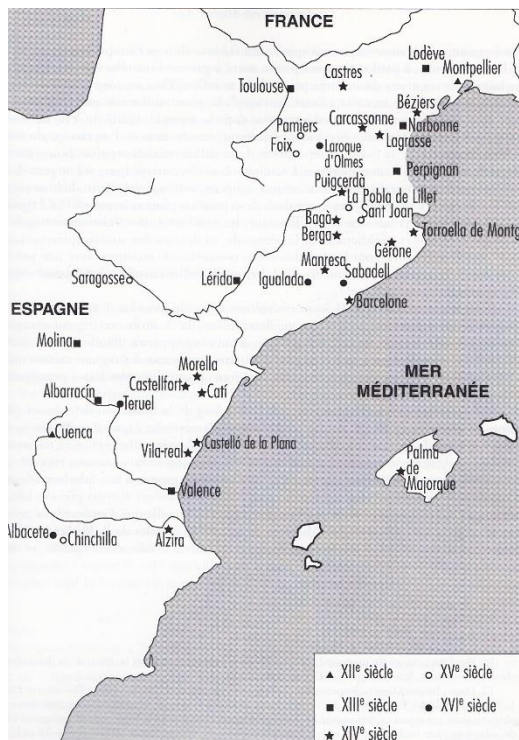 FRANCE
Lodève
Montpellier
Toulouse
Castres
Béziers
Carcassonne
Narbonne
Pamiers
Lagrasse
Foix
Laroque
d'Olmes
Perpignan
Puigcerdà
La Pobla de Lillet
Sant Joan
Bagà
Torroella de Montg
Berga
Gérone
Manresa
Saragosse
Lérida
Igualada
Sabadell
Barcelone
ESPAGNE
Molina
Morella
MER
MÉDITERRANÉE
Castellfort
Catí
Albarracín
Teruel
Cuenca
Castelló de la Plana
Vila-real
Palma
de
Majorque
Valence
Albacete
Chinchilla
Alzira
XIIe siècle
XVe siècle
XIIIe siècle
XVIe siècle
XIVe siècle